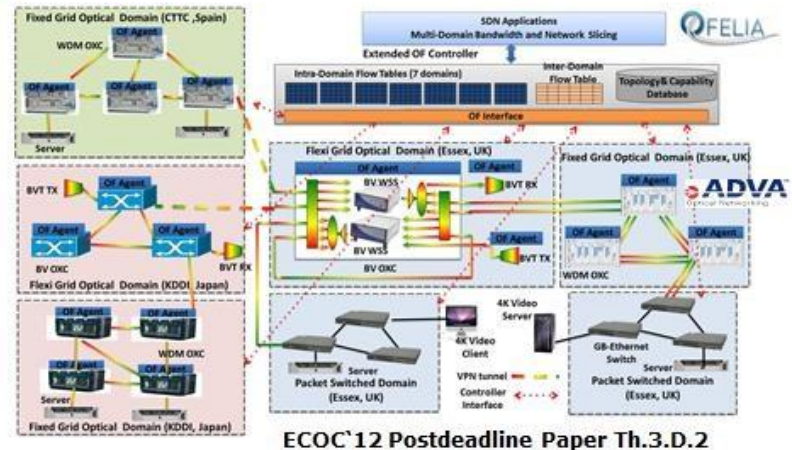 Fixed Grid Optical Domain (CTTC ,Spain)
OF Agent
WDM OXC
OF Agent
OF Agent
Server
SDN Applications
Multi-Domain Bandwidth and Network Slicing
OFELIA
Extended OF Controller
Intra-Domain Flow Tables (7 domains)
Inter-Domain
Flow Table
Topology& Capability
Database
OF Interface
BVT TX
OF Agent
OF Agent
OF Agent
BV OXC
BVT RX
Flexi Grid Optical Domain (KDDI, Japan)
Flexi Grid Optical Domain (Essex, UK)
OF Agent
BV WSS
BV WSS
BV OXC
OF Agent
BVT RX
OF Agent
BVT TX
Fixed Grid Optical Domain (Essex, UK)
OF Agent
OF Agent
OF Agent
WDM OXC
ADVA
Optical Networking
OF Agent
OF Agent
WDM OXC
OF Agent
OF Agent
Server
Fixed Grid Optical Domain (KDDI, Japan)
Server
Packet Switched Domain
(Essex, UK)
4K Video
Client
4K Video
Server
GB-Ethernet
Switch
Server
Packet Switched Domain
(Essex, UK)
VPN tunnel
Controller
Interface
ECOC`12 Postdeadline Paper Th.3.D.2